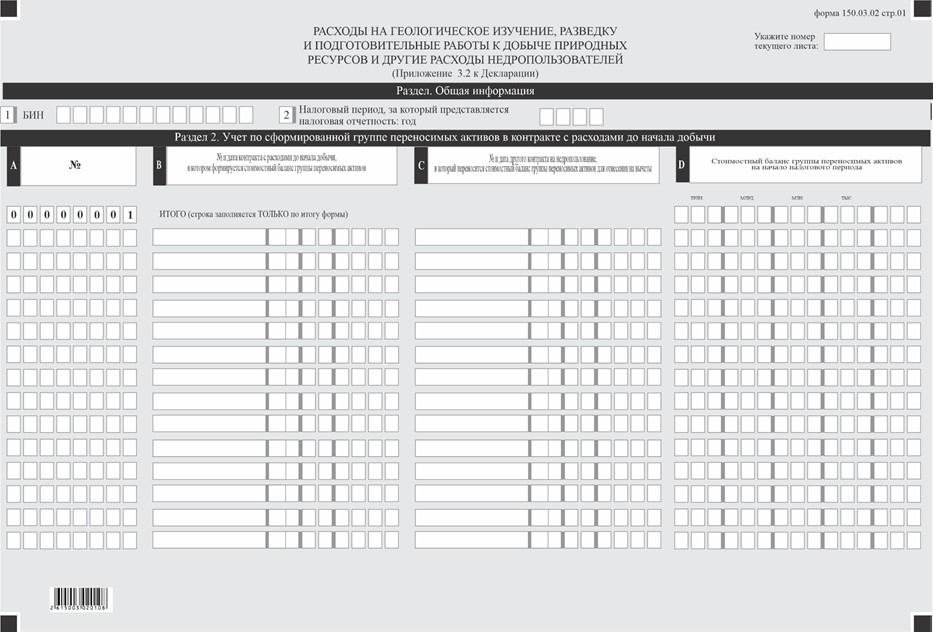 форма 150.03.02 стр.01
РАСХОДЫ НА ГЕОЛОГИЧЕСКОЕ ИЗУЧЕНИЕ, РАЗВЕДКУ
И ПОДГОТОВИТЕЛЬНЫЕ РАБОТЫ К ДОБЫЧЕ ПРИРОДНЫХ
РЕСУРСОВ И ДРУГИЕ РАСХОДЫ НЕДРОПОЛЬЗОВАТЕЛЕЙ
(Приложение 3.2 к Декларации)
Укажите номер
текущего листа:
Раздел. Общая информация
1 БИН
2 Налоговый период, за который представляется
налоговая отчетность: год
Раздел 2. Учет по сформированной группе переносимых активов в контракте с расходами до начала добычи
A №
B № и дата контракта с расходами до начала добычи,
в котором формируется стоимостный баланс группы переносимых активов
C № и дата другого контракта на недропользование,
в который переносится стоимостный баланс группы переносимых активов для отнесения на вычеты
D Стоимостный баланс группы переносимых активов
на начало налогового периода
трлн млрд млн тыс
0 0 0 0 0 0 0 1 ИТОГО (строка заполняется ТОЛЬКО по итогу формы)
2615003020106